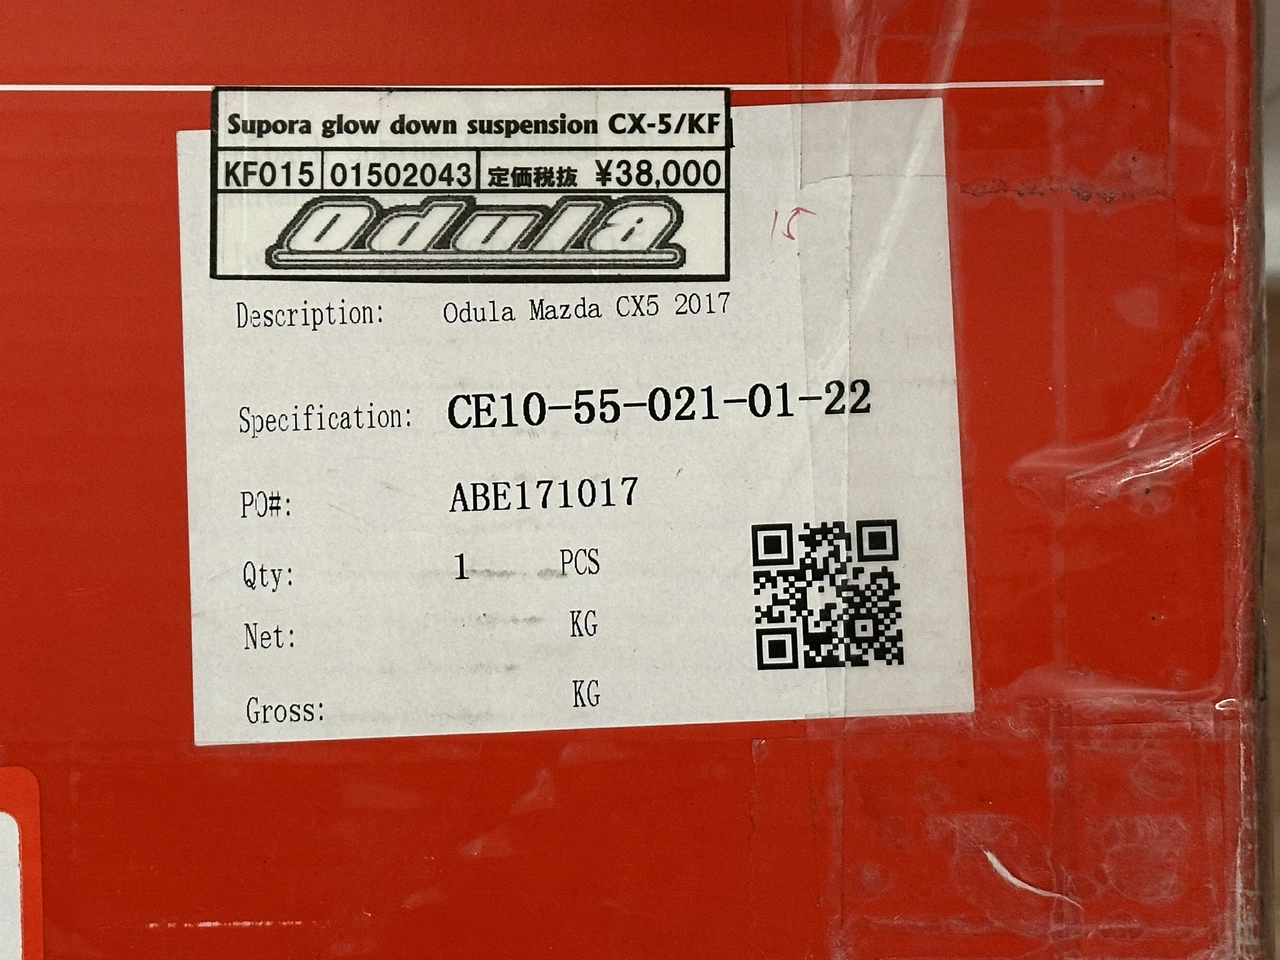 Supora glow down suspension CX-5/KF
KF015 01502043 定価税抜 ¥38,000
Odula
Description: Odula Mazda CX5 2017
Specification: CE10-55-021-01-22
PO#: ABE171017
Qty: 1 PCS
Net: KG
Gross: KG
15